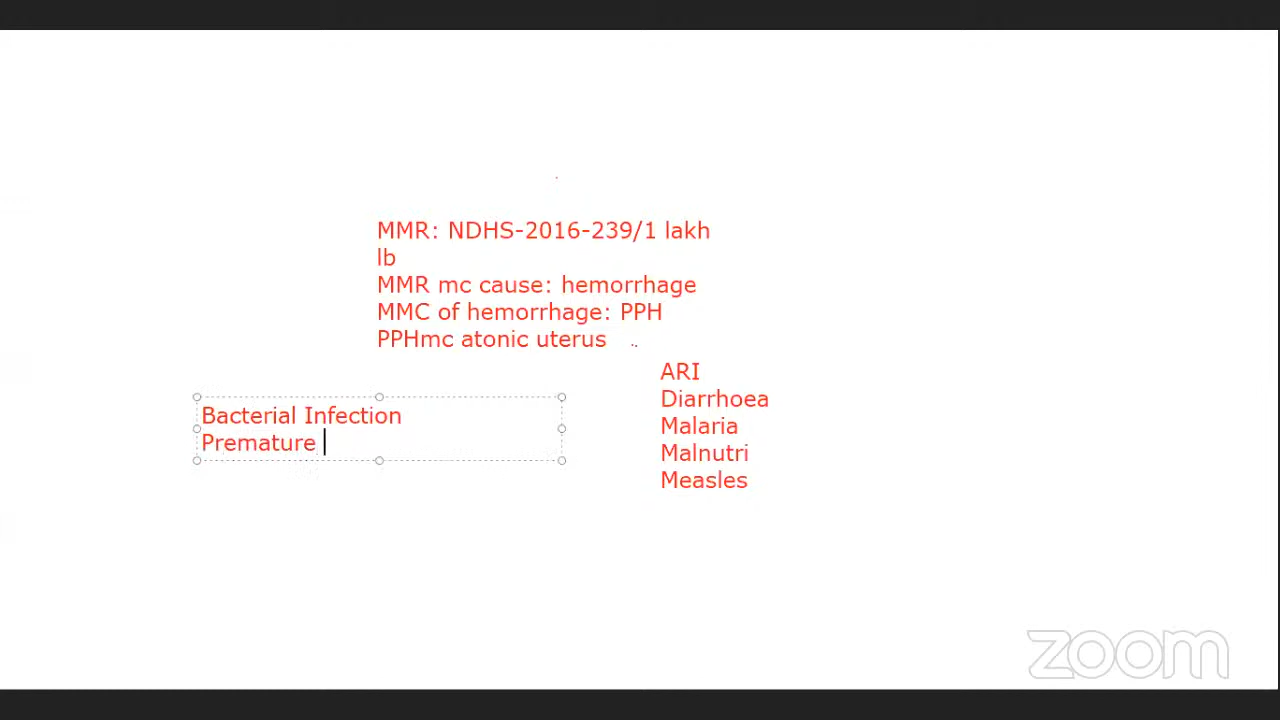 MMR: NDHS-2016-239/1 lakh
lb
MMR mc cause: hemorrhage
MMC of hemorrhage: PPH
PPHmc atonic uterus
ARI
Diarrhoea
Malaria
Malnutri
Measles
Bacterial Infection
Premature
zoom